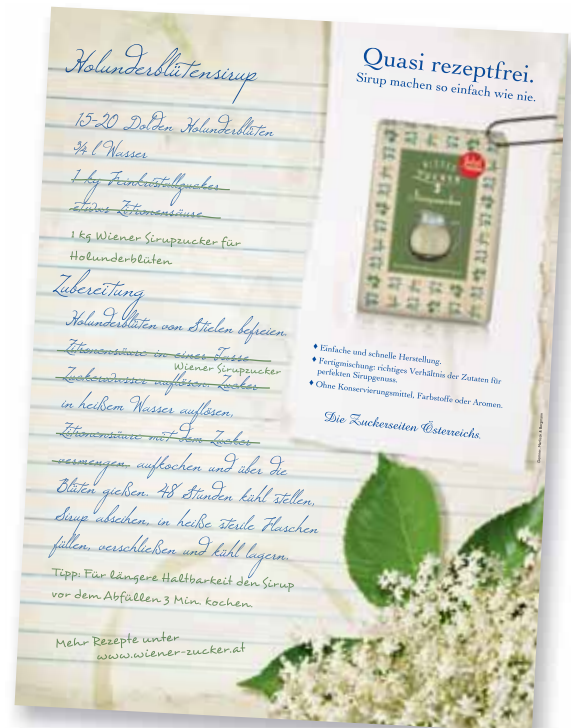 Holunderblütensirup
15-20 Dolden Holunderblüten
¾ l Wasser
1 kg Feinkristallzucker
etwas Zitronensäure
1 kg Wiener Sirupzucker für
Holunderblüten
Zubereitung
Holunderblüten von Stielen befreien.
Zitronensäure in einer Tasse
Wiener Sirupzucker
Zuckerwasser auflösen. Zucker
in heißem Wasser auflösen,
Zitronensäure mit dem Zucker
vermengen, aufkochen und über die
Blüten gießen. 48 Stunden kühl stellen,
Sirup abseihen, in heiße sterile Flaschen
füllen, verschließen und kühl lagern.
Tipp: Für längere Haltbarkeit den Sirup
vor dem Abfüllen 3 Min. kochen.
Mehr Rezepte unter
www.wiener-zucker.at
Quasi rezeptfrei.
Sirup machen so einfach wie nie.
WIENER
ZUCKER
Sirupzucker
♦ Einfache und schnelle Herstellung.
♦ Fertigmischung: richtiges Verhältnis der Zutaten für
perfekten Sirupgenuss.
♦ Ohne Konservierungsmittel, Farbstoffe oder Aromen.
Die Zuckerseiten Österreichs.